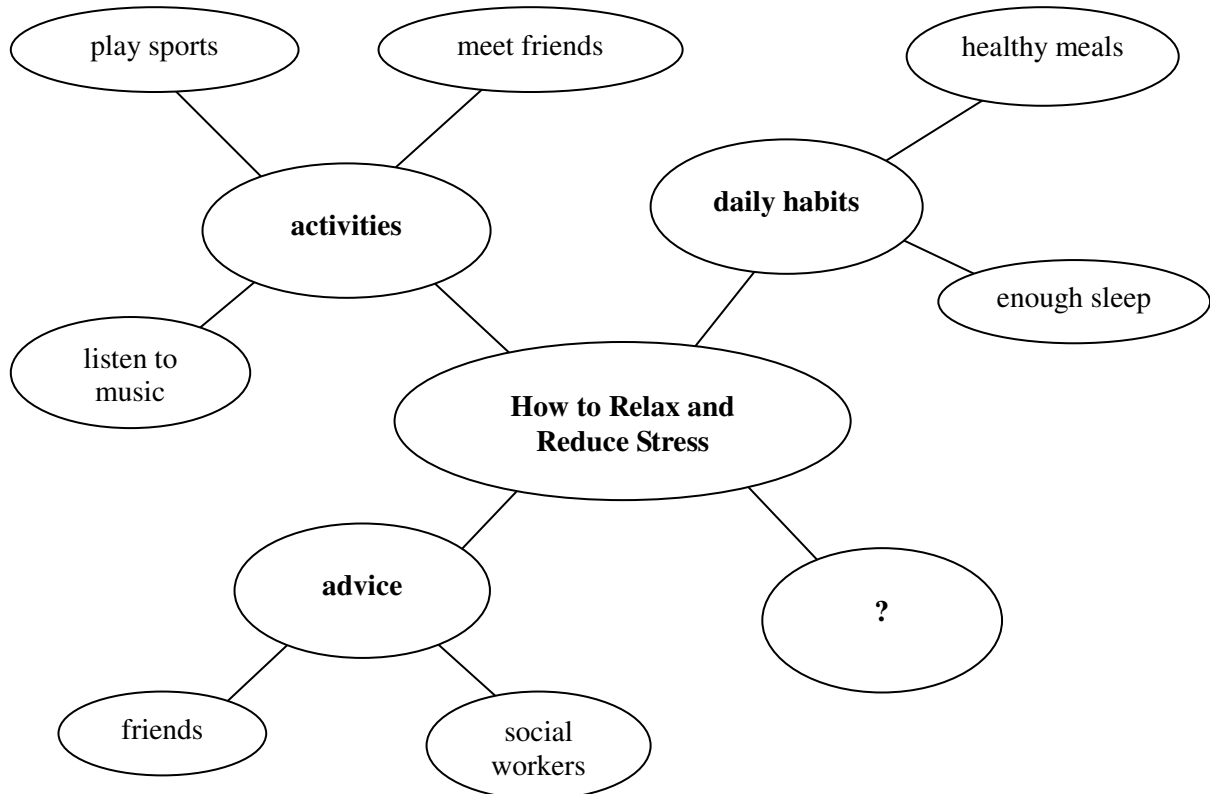 play sports
meet friends
healthy meals
activities
daily habits
listen to
music
enough sleep
How to Relax and
Reduce Stress
advice
?
friends
social
workers